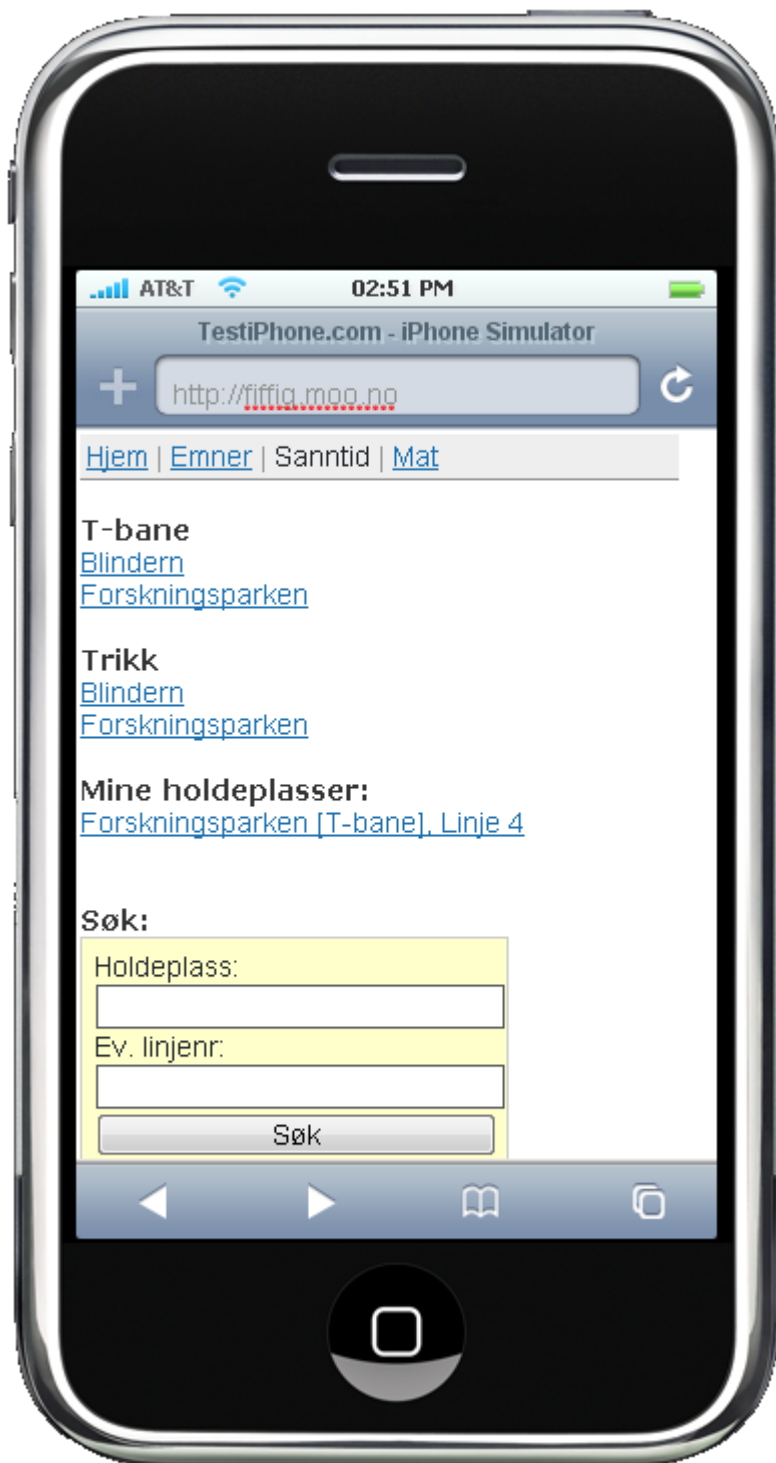 AT&T 02:51 PM
TestiPhone.com - iPhone Simulator
http://fiffig.moo.no
Hjem | Emner | Sanntid | Mat
T-bane
Blindern
Forskningsparken
Trikk
Blindern
Forskningsparken
Mine holdeplasser:
Forskningsparken [T-bane], Linje 4
Søk:
Holdeplass:
Ev. linjenr:
Søk